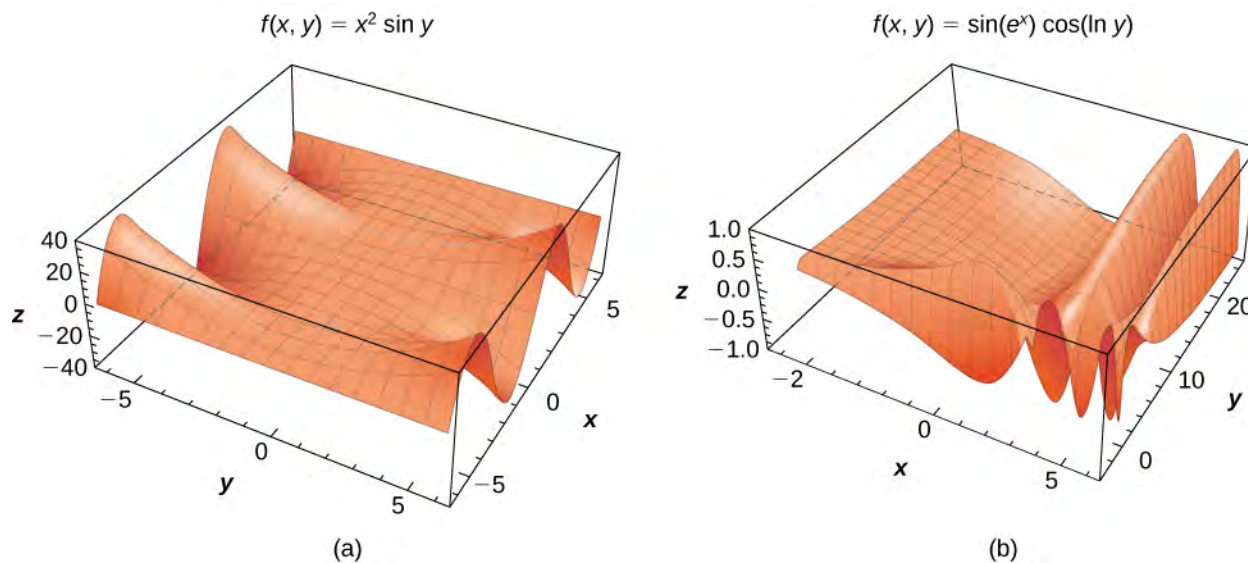 f(x, y) = x² sin y
40
20
0
−20
−40
z
−5
0
5
y
−5
0
5
x
(a)
f(x, y) = sin(eˣ) cos(ln y)
1.0
0.5
0.0
−0.5
−1.0
z
−2
0
5
x
0
10
20
y
(b)